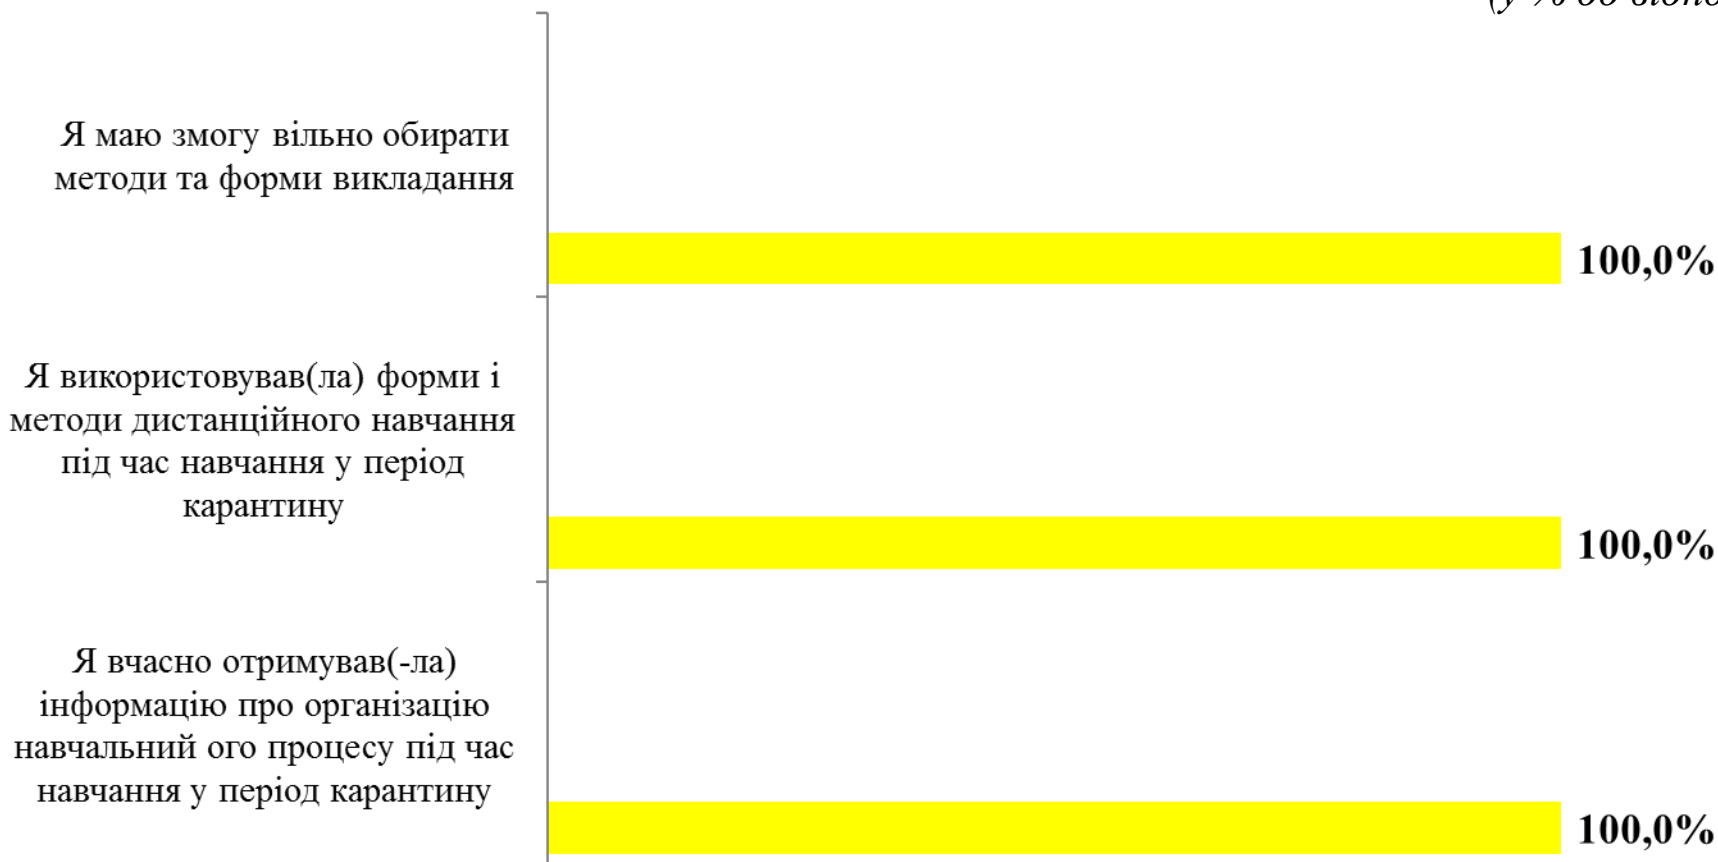 (у %
Я маю змогу вільно обирати
методи та форми викладання
100,0%
Я використовував(ла) форми і
методи дистанційного навчання
під час навчання у період
карантину
100,0%
Я вчасно отримував(-ла)
інформацію про організацію
навчальний ого процесу під час
навчання у період карантину
100,0%